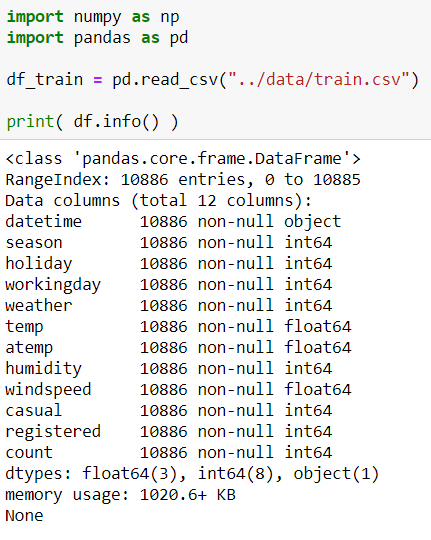 import numpy as np
import pandas as pd
df_train = pd.read_csv("../data/train.csv")
print( df.info() )
<class 'pandas.core.frame.DataFrame'>
RangeIndex: 10886 entries, 0 to 10885
Data columns (total 12 columns):
datetime      10886 non-null object
season        10886 non-null int64
holiday       10886 non-null int64
workingday    10886 non-null int64
weather       10886 non-null int64
temp          10886 non-null float64
atemp         10886 non-null float64
humidity      10886 non-null int64
windspeed     10886 non-null float64
casual        10886 non-null int64
registered    10886 non-null int64
count         10886 non-null int64
dtypes: float64(3), int64(8), object(1)
memory usage: 1020.6+ KB
None